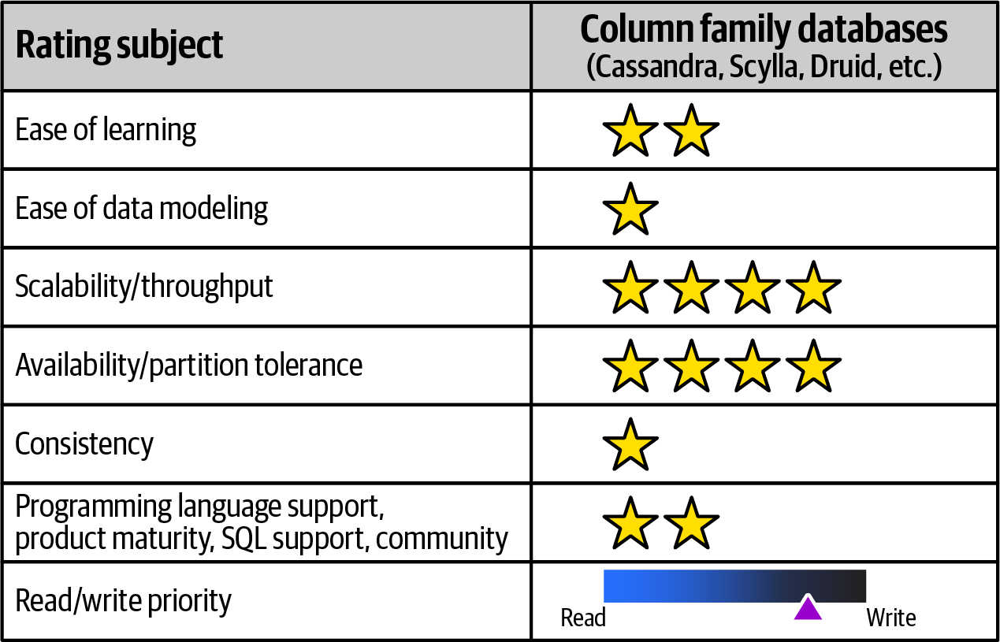 Rating subject
Column family databases
(Cassandra, Scylla, Druid, etc.)
Ease of learning
Ease of data modeling
Scalability/throughput
Availability/partition tolerance
Consistency
Programming language support,
product maturity, SQL support, community
Read/write priority
Read
Write